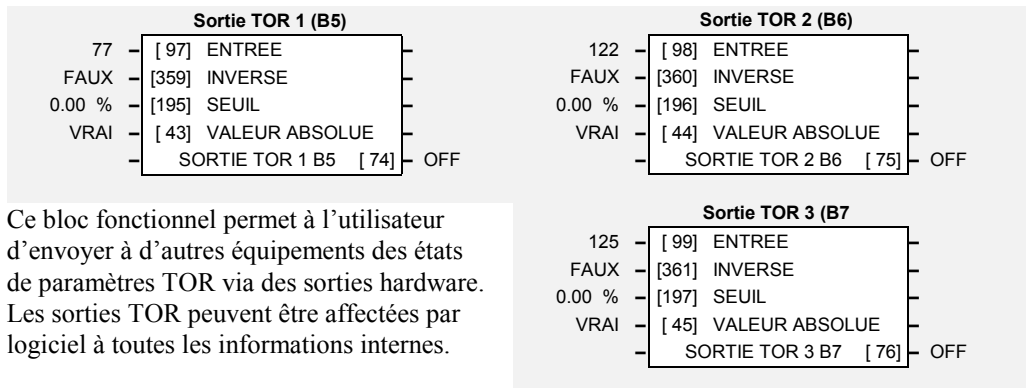 Sortie TOR 1 (B5)
77 [ 97] ENTREE
FAUX [359] INVERSE
0.00 % [195] SEUIL
VRAI [ 43] VALEUR ABSOLUE
SORTIE TOR 1 B5 [ 74] OFF
Sortie TOR 2 (B6)
122 [ 98] ENTREE
FAUX [360] INVERSE
0.00 % [196] SEUIL
VRAI [ 44] VALEUR ABSOLUE
SORTIE TOR 2 B6 [ 75] OFF
Ce bloc fonctionnel permet à l’utilisateur
d’envoyer à d’autres équipements des états
de paramètres TOR via des sorties hardware.
Les sorties TOR peuvent être affectées par
logiciel à toutes les informations internes.
Sortie TOR 3 (B7
125 [ 99] ENTREE
FAUX [361] INVERSE
0.00 % [197] SEUIL
VRAI [ 45] VALEUR ABSOLUE
SORTIE TOR 3 B7 [ 76] OFF